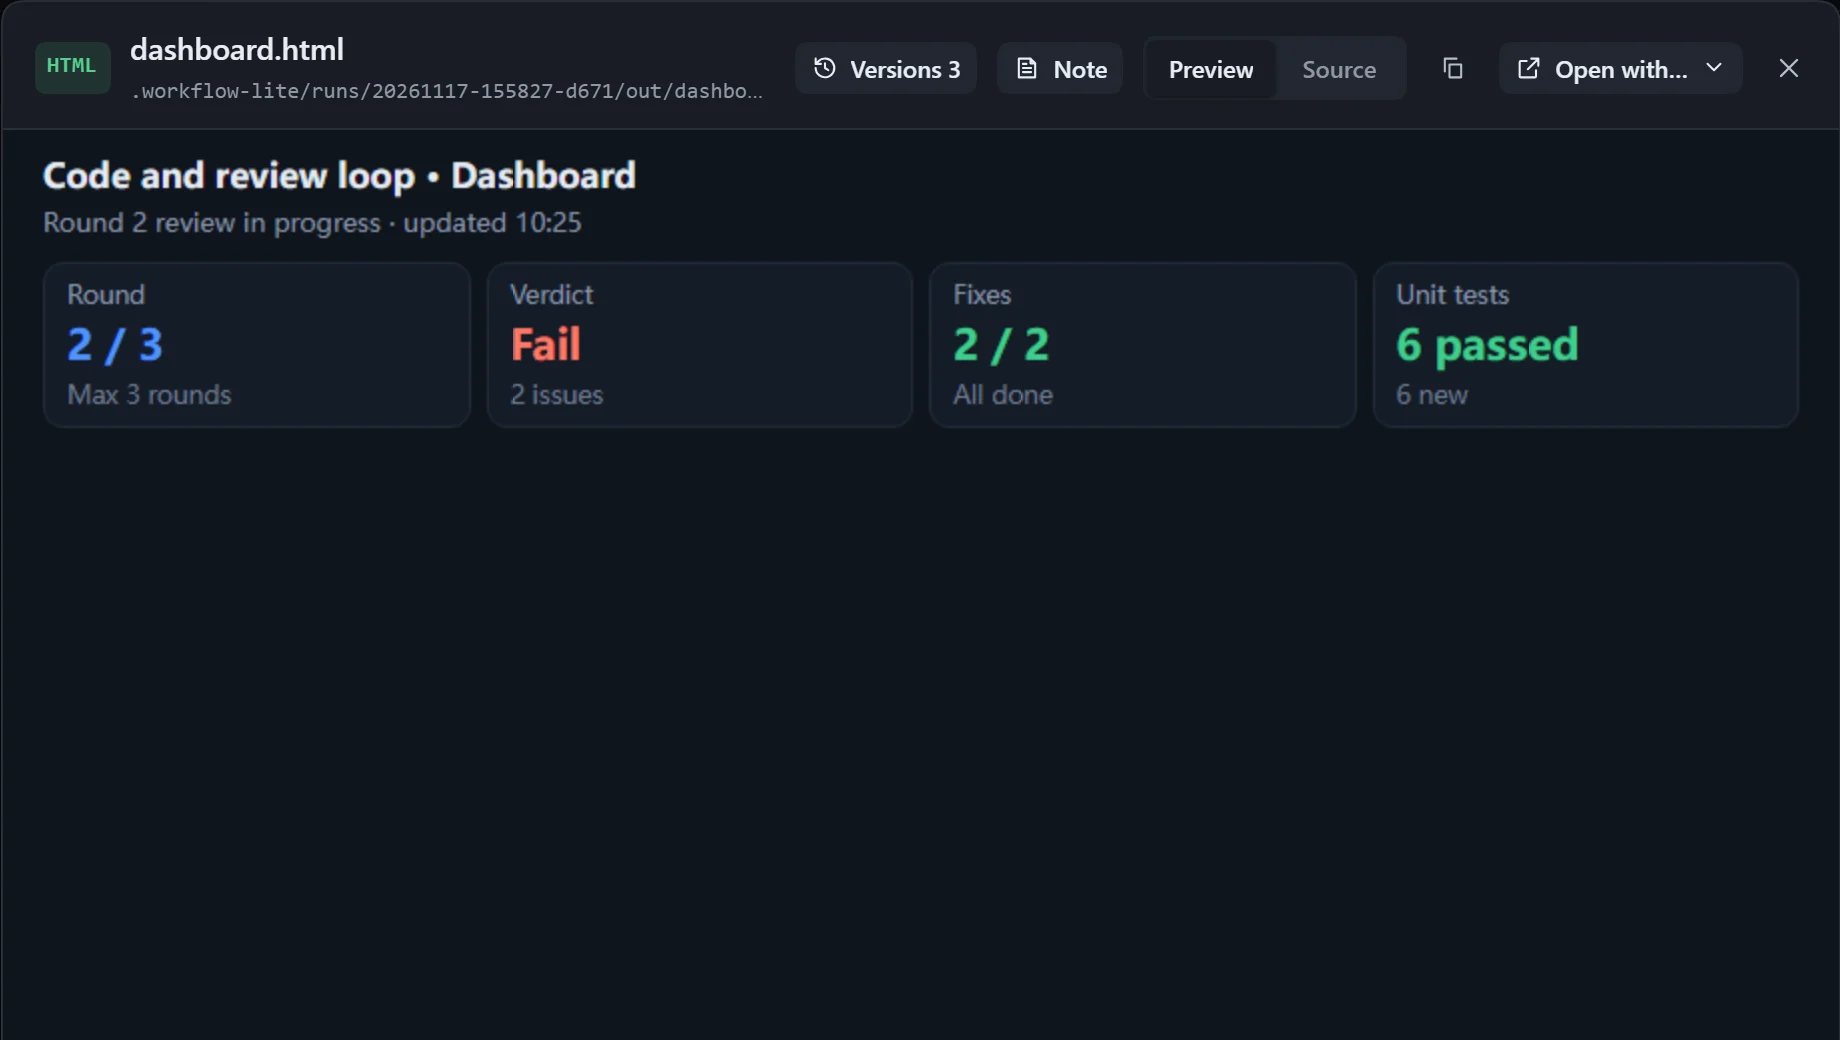 HTML
dashboard.html
.workflow-lite/runs/20261117-155827-d671/out/dashbo...
Versions 3
Note
Preview
Source
Open with...
Code and review loop • Dashboard
Round 2 review in progress · updated 10:25
Round
2 / 3
Max 3 rounds
Verdict
Fail
2 issues
Fixes
2 / 2
All done
Unit tests
6 passed
6 new